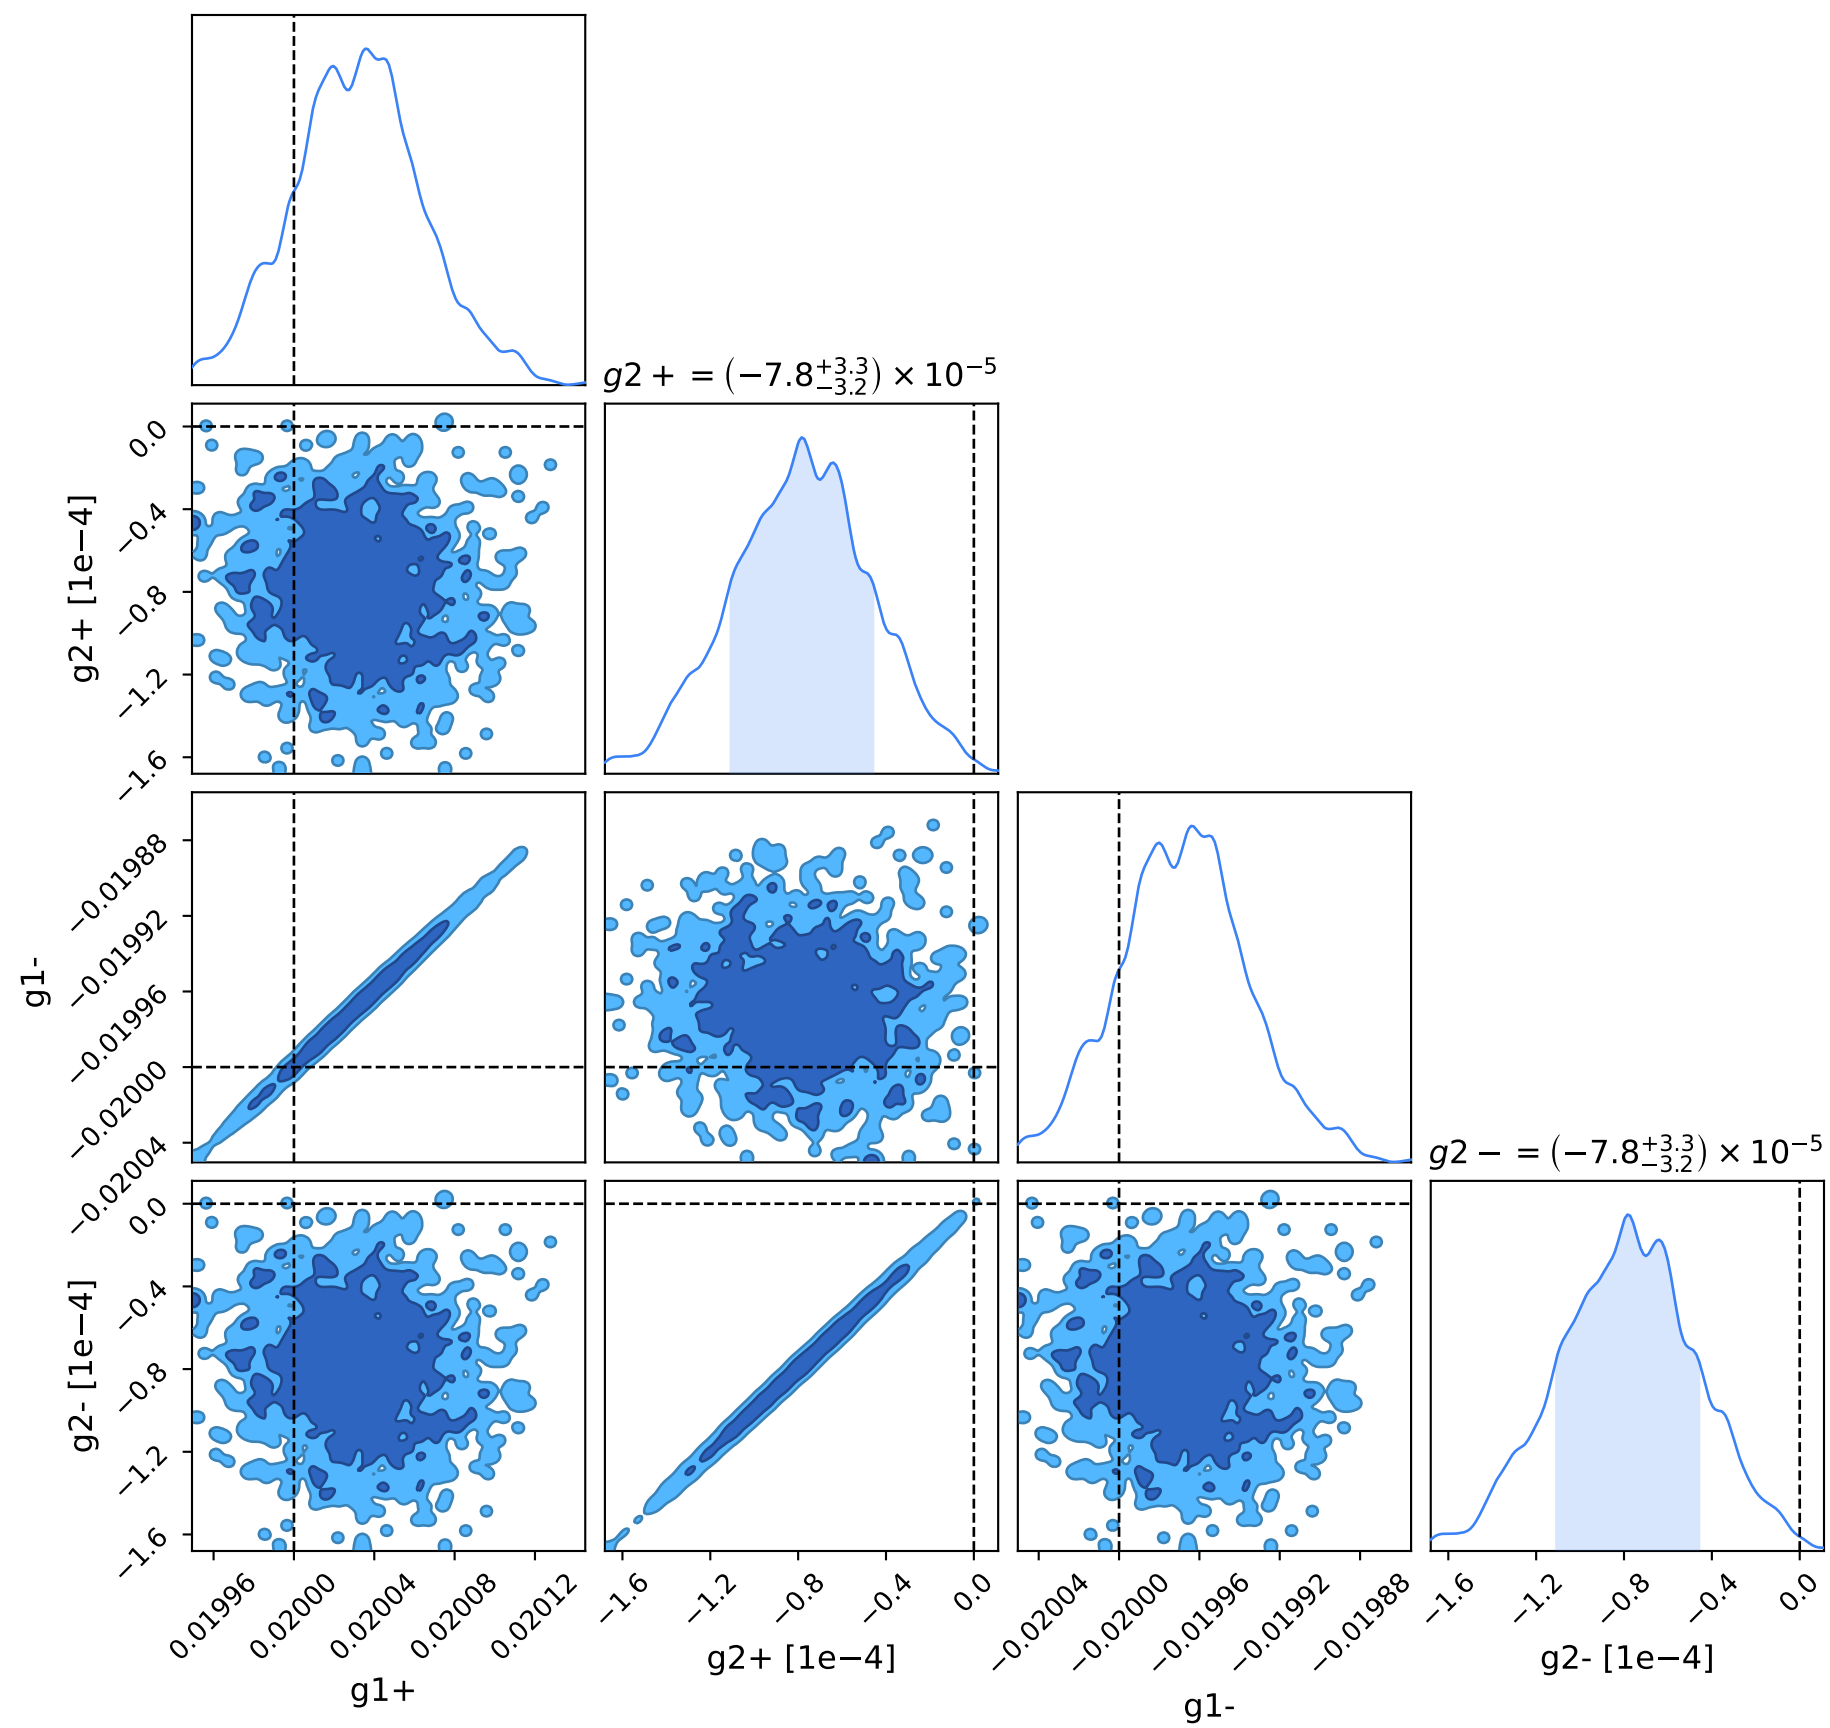 g2 + = (−7.8 +3.3 −3.2) × 10−5
0.0
−0.4
−0.8
−1.2
−1.6
g2+ [1e−4]
−0.01988
−0.01992
−0.01996
−0.02000
−0.02004
g1-
g2 − = (−7.8 +3.3 −3.2) × 10−5
0.0
−0.4
−0.8
−1.2
−1.6
g2- [1e−4]
0.01996 0.02000 0.02004 0.02008 0.02012
−1.6 −1.2 −0.8 −0.4 0.0
−0.02004 −0.02000 −0.01996 −0.01992 −0.01988
−1.6 −1.2 −0.8 −0.4 0.0
g1+
g2+ [1e−4]
g1-
g2- [1e−4]